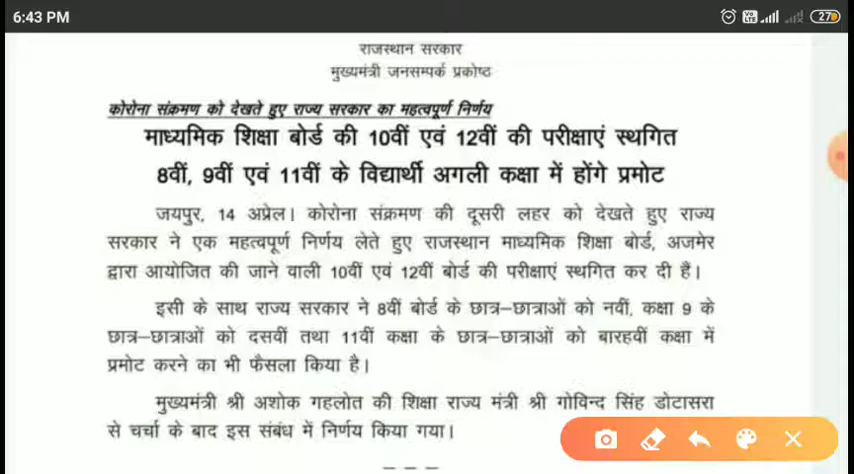 6:43 PM
Vo LTE
27
राजस्थान सरकार
मुख्यमंत्री जनसम्पर्क प्रकोष्ठ
कोरोना संक्रमण को देखते हुए राज्य सरकार का महत्वपूर्ण निर्णय
माध्यमिक शिक्षा बोर्ड की 10वीं एवं 12वीं की परीक्षाएं स्थगित
8वीं, 9वीं एवं 11वीं के विद्यार्थी अगली कक्षा में होंगे प्रमोट
जयपुर, 14 अप्रेल। कोरोना संक्रमण की दूसरी लहर को देखते हुए राज्य
सरकार ने एक महत्वपूर्ण निर्णय लेते हुए राजस्थान माध्यमिक शिक्षा बोर्ड, अजमेर
द्वारा आयोजित की जाने वाली 10वीं एवं 12वीं बोर्ड की परीक्षाएं स्थगित कर दी हैं।
इसी के साथ राज्य सरकार ने 8वीं बोर्ड के छात्र–छात्राओं को नवीं, कक्षा 9 के
छात्र–छात्राओं को दसवीं तथा 11वीं कक्षा के छात्र–छात्राओं को बारहवीं कक्षा में
प्रमोट करने का भी फैसला किया है।
मुख्यमंत्री श्री अशोक गहलोत की शिक्षा राज्य मंत्री श्री गोविन्द सिंह डोटासरा
से चर्चा के बाद इस संबंध में निर्णय किया गया।
– – –